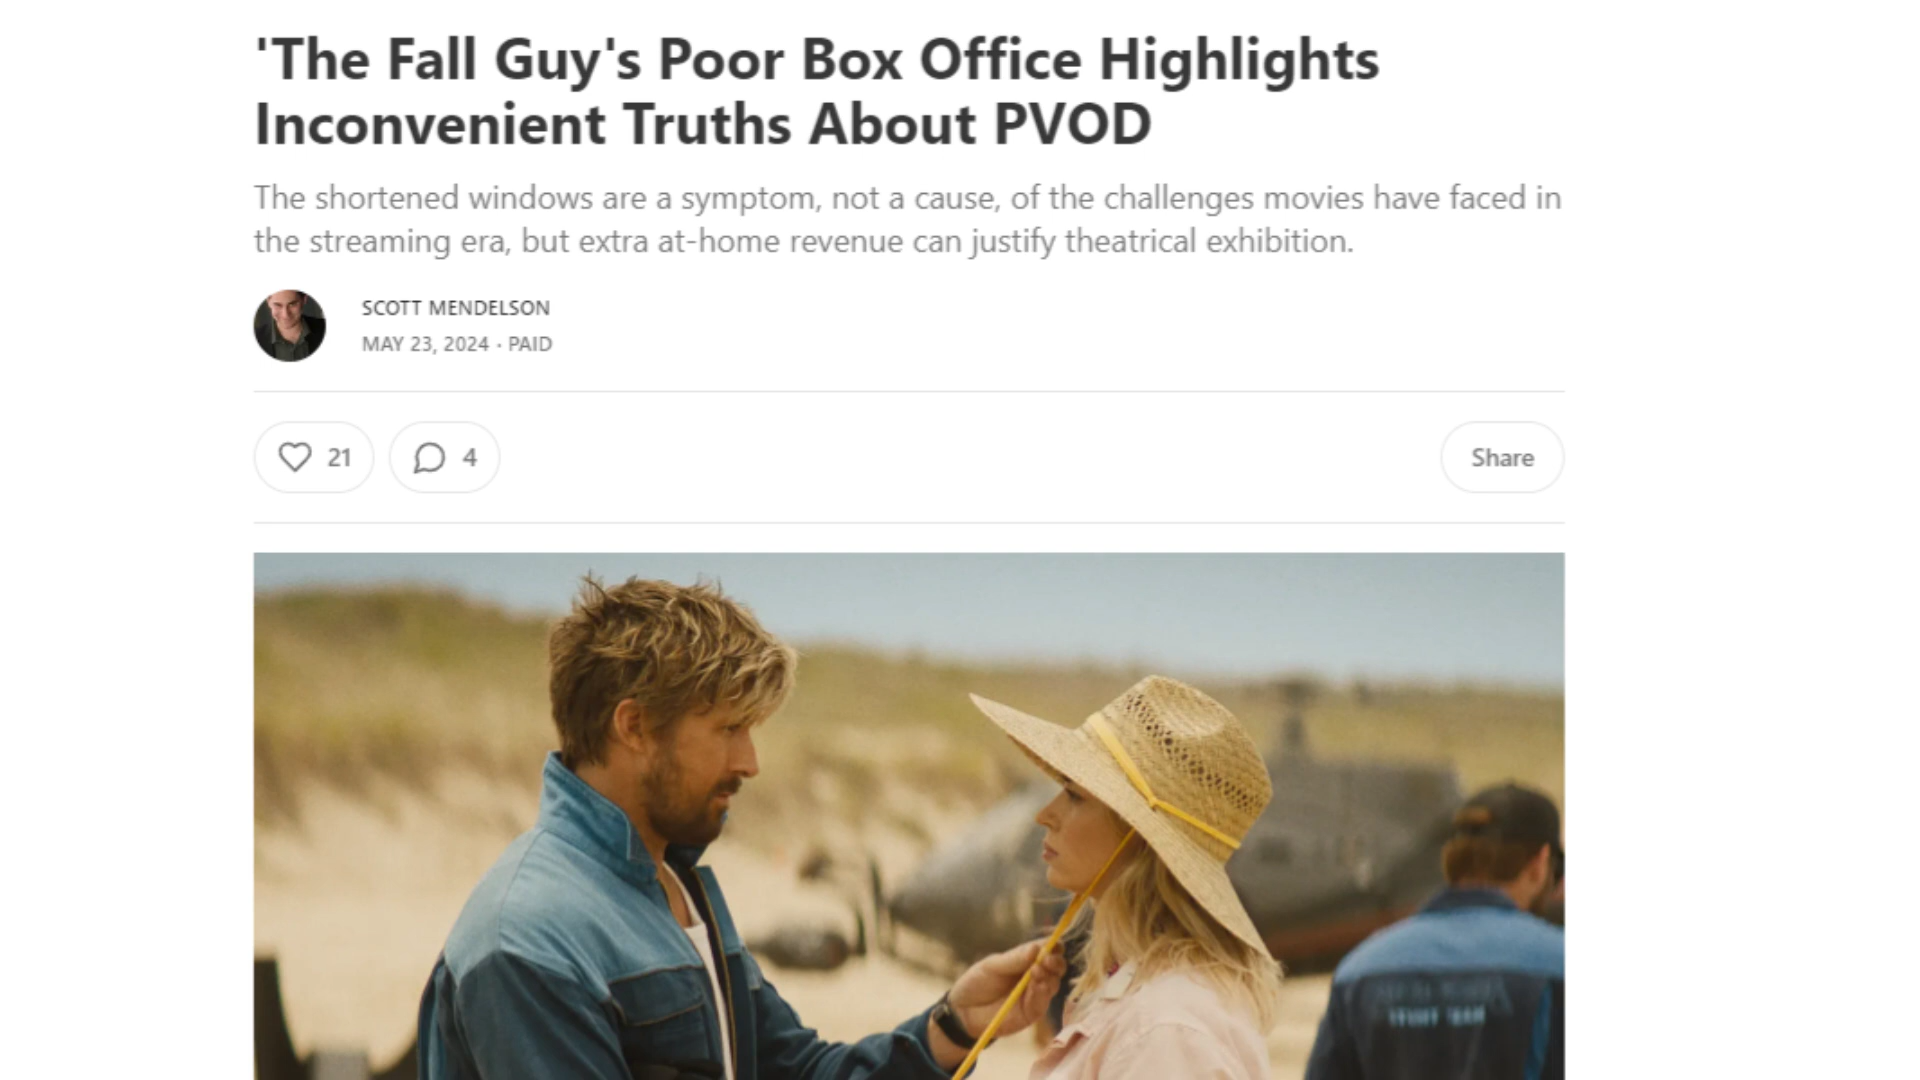 'The Fall Guy's Poor Box Office Highlights
Inconvenient Truths About PVOD
The shortened windows are a symptom, not a cause, of the challenges movies have faced in
the streaming era, but extra at-home revenue can justify theatrical exhibition.
SCOTT MENDELSON
MAY 23, 2024 · PAID
21
4
Share
STUNT TEAM